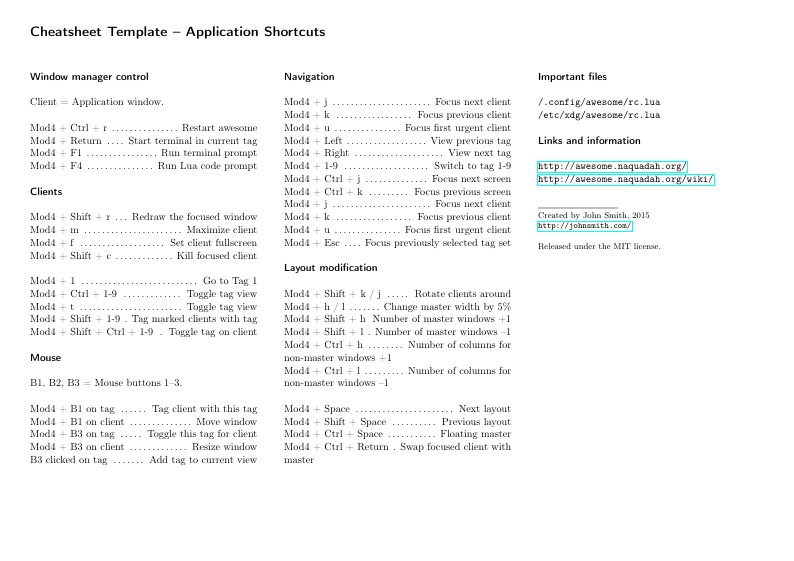 Cheatsheet Template – Application Shortcuts
Window manager control
Client = Application window.
Mod4 + Ctrl + r .............. Restart awesome
Mod4 + Return .... Start terminal in current tag
Mod4 + F1 ............... Run terminal prompt
Mod4 + F4 ............... Run Lua code prompt
Clients
Mod4 + Shift + r ... Redraw the focused window
Mod4 + m ..................... Maximize client
Mod4 + f .................. Set client fullscreen
Mod4 + Shift + c ............. Kill focused client
Mod4 + 1 ......................... Go to Tag 1
Mod4 + Ctrl + 1-9 ............. Toggle tag view
Mod4 + t ....................... Toggle tag view
Mod4 + Shift + 1-9 . Tag marked clients with tag
Mod4 + Shift + Ctrl + 1-9 . Toggle tag on client
Mouse
B1, B2, B3 = Mouse buttons 1–3.
Mod4 + B1 on tag ...... Tag client with this tag
Mod4 + B1 on client .............. Move window
Mod4 + B3 on tag ..... Toggle this tag for client
Mod4 + B3 on client ............. Resize window
B3 clicked on tag ....... Add tag to current view
Navigation
Mod4 + j ...................... Focus next client
Mod4 + k .................. Focus previous client
Mod4 + u ............... Focus first urgent client
Mod4 + Left .................. View previous tag
Mod4 + Right .................... View next tag
Mod4 + 1-9 .................. Switch to tag 1-9
Mod4 + Ctrl + j .............. Focus next screen
Mod4 + Ctrl + k ......... Focus previous screen
Mod4 + j ...................... Focus next client
Mod4 + k .................. Focus previous client
Mod4 + u ............... Focus first urgent client
Mod4 + Esc .... Focus previously selected tag set
Layout modification
Mod4 + Shift + k / j ..... Rotate clients around
Mod4 + h / l ....... Change master width by 5%
Mod4 + Shift + h Number of master windows +1
Mod4 + Shift + l . Number of master windows –1
Mod4 + Ctrl + h ........ Number of columns for
non-master windows +1
Mod4 + Ctrl + l ......... Number of columns for
non-master windows –1
Mod4 + Space ...................... Next layout
Mod4 + Shift + Space .......... Previous layout
Mod4 + Ctrl + Space ........... Floating master
Mod4 + Ctrl + Return . Swap focused client with
master
Important files
/.config/awesome/rc.lua
/etc/xdg/awesome/rc.lua
Links and information
http://awesome.naquadah.org/
http://awesome.naquadah.org/wiki/
Created by John Smith, 2015
http://johnsmith.com/
Released under the MIT license.